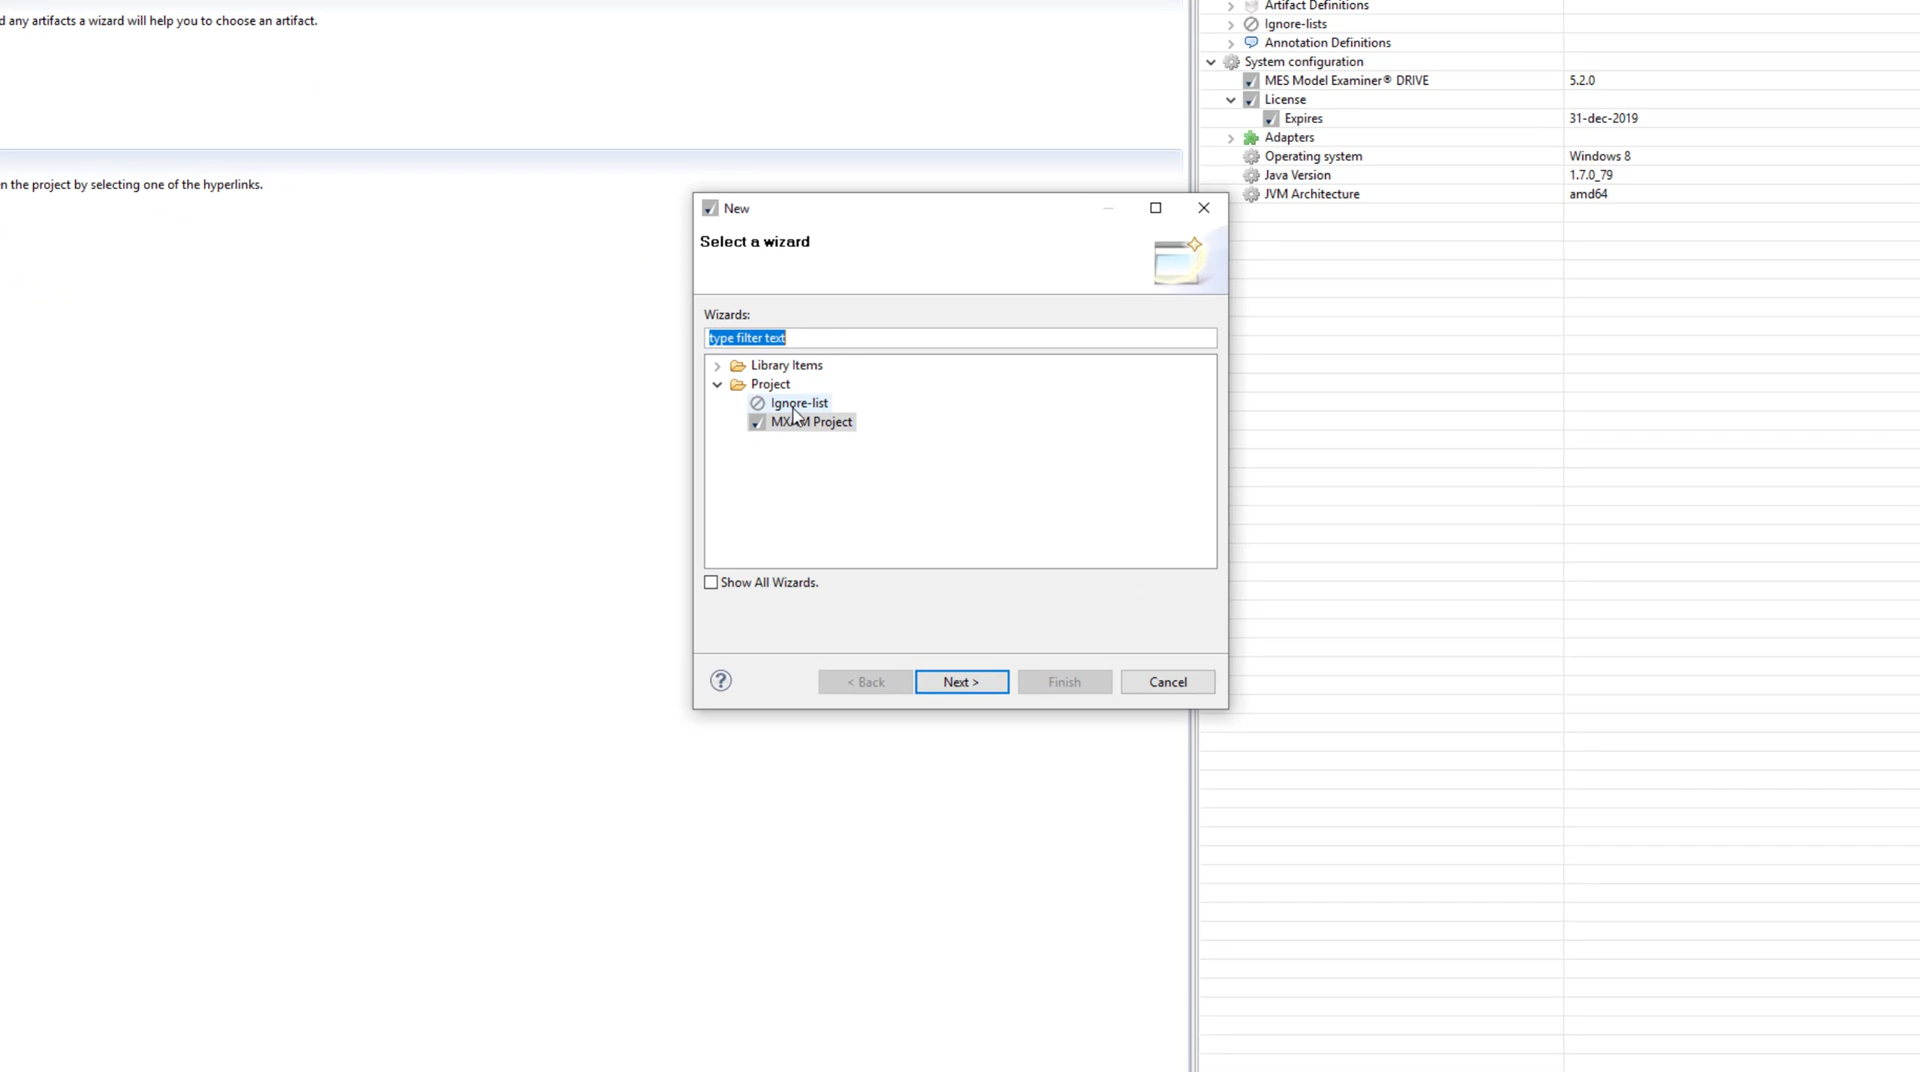 d any artifacts a wizard will help you to choose an artifact.
n the project by selecting one of the hyperlinks.
Artifact Definitions
Ignore-lists
Annotation Definitions
System configuration
MES Model Examiner® DRIVE 5.2.0
License
Expires 31-dec-2019
Adapters
Operating system Windows 8
Java Version 1.7.0_79
JVM Architecture amd64
New
Select a wizard
Wizards:
type filter text
Library Items
Project
Ignore-list
MXAM Project
Show All Wizards.
< Back Next > Finish Cancel